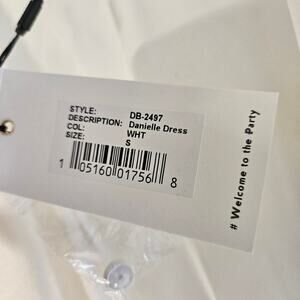 STYLE: DB-2497
DESCRIPTION: Danielle Dress
COL: WHT
SIZE: S
1 05160 01756 8
# Welcome to the Party